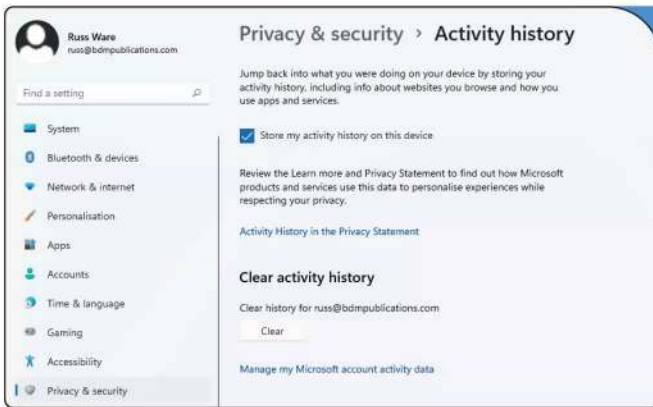 Russ Ware
russ@bdmpublications.com
Find a setting
System
Bluetooth & devices
Network & internet
Personalisation
Apps
Accounts
Time & language
Gaming
Accessibility
Privacy & security
Privacy & security › Activity history
Jump back into what you were doing on your device by storing your
activity history, including info about websites you browse and how you
use apps and services.
Store my activity history on this device
Review the Learn more and Privacy Statement to find out how Microsoft
products and services use this data to personalise experiences while
respecting your privacy.
Activity History in the Privacy Statement
Clear activity history
Clear history for russ@bdmpublications.com
Clear
Manage my Microsoft account activity data